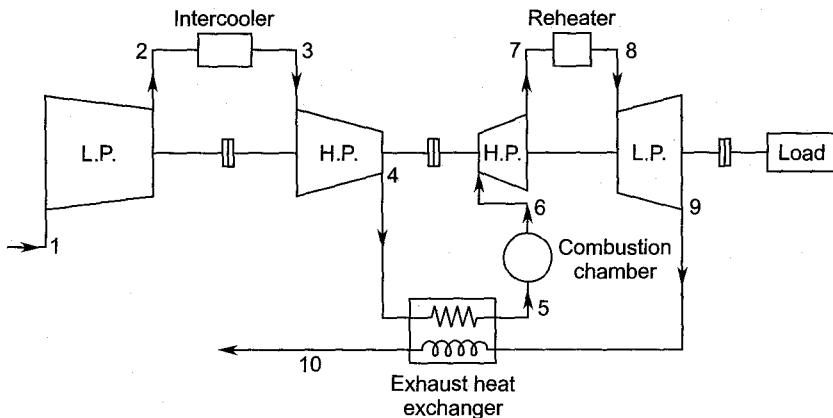 Intercooler
Reheater
2
3
7
8
L.P.
H.P.
H.P.
L.P.
Load
4
6
9
1
Combustion
chamber
5
10
Exhaust heat
exchanger